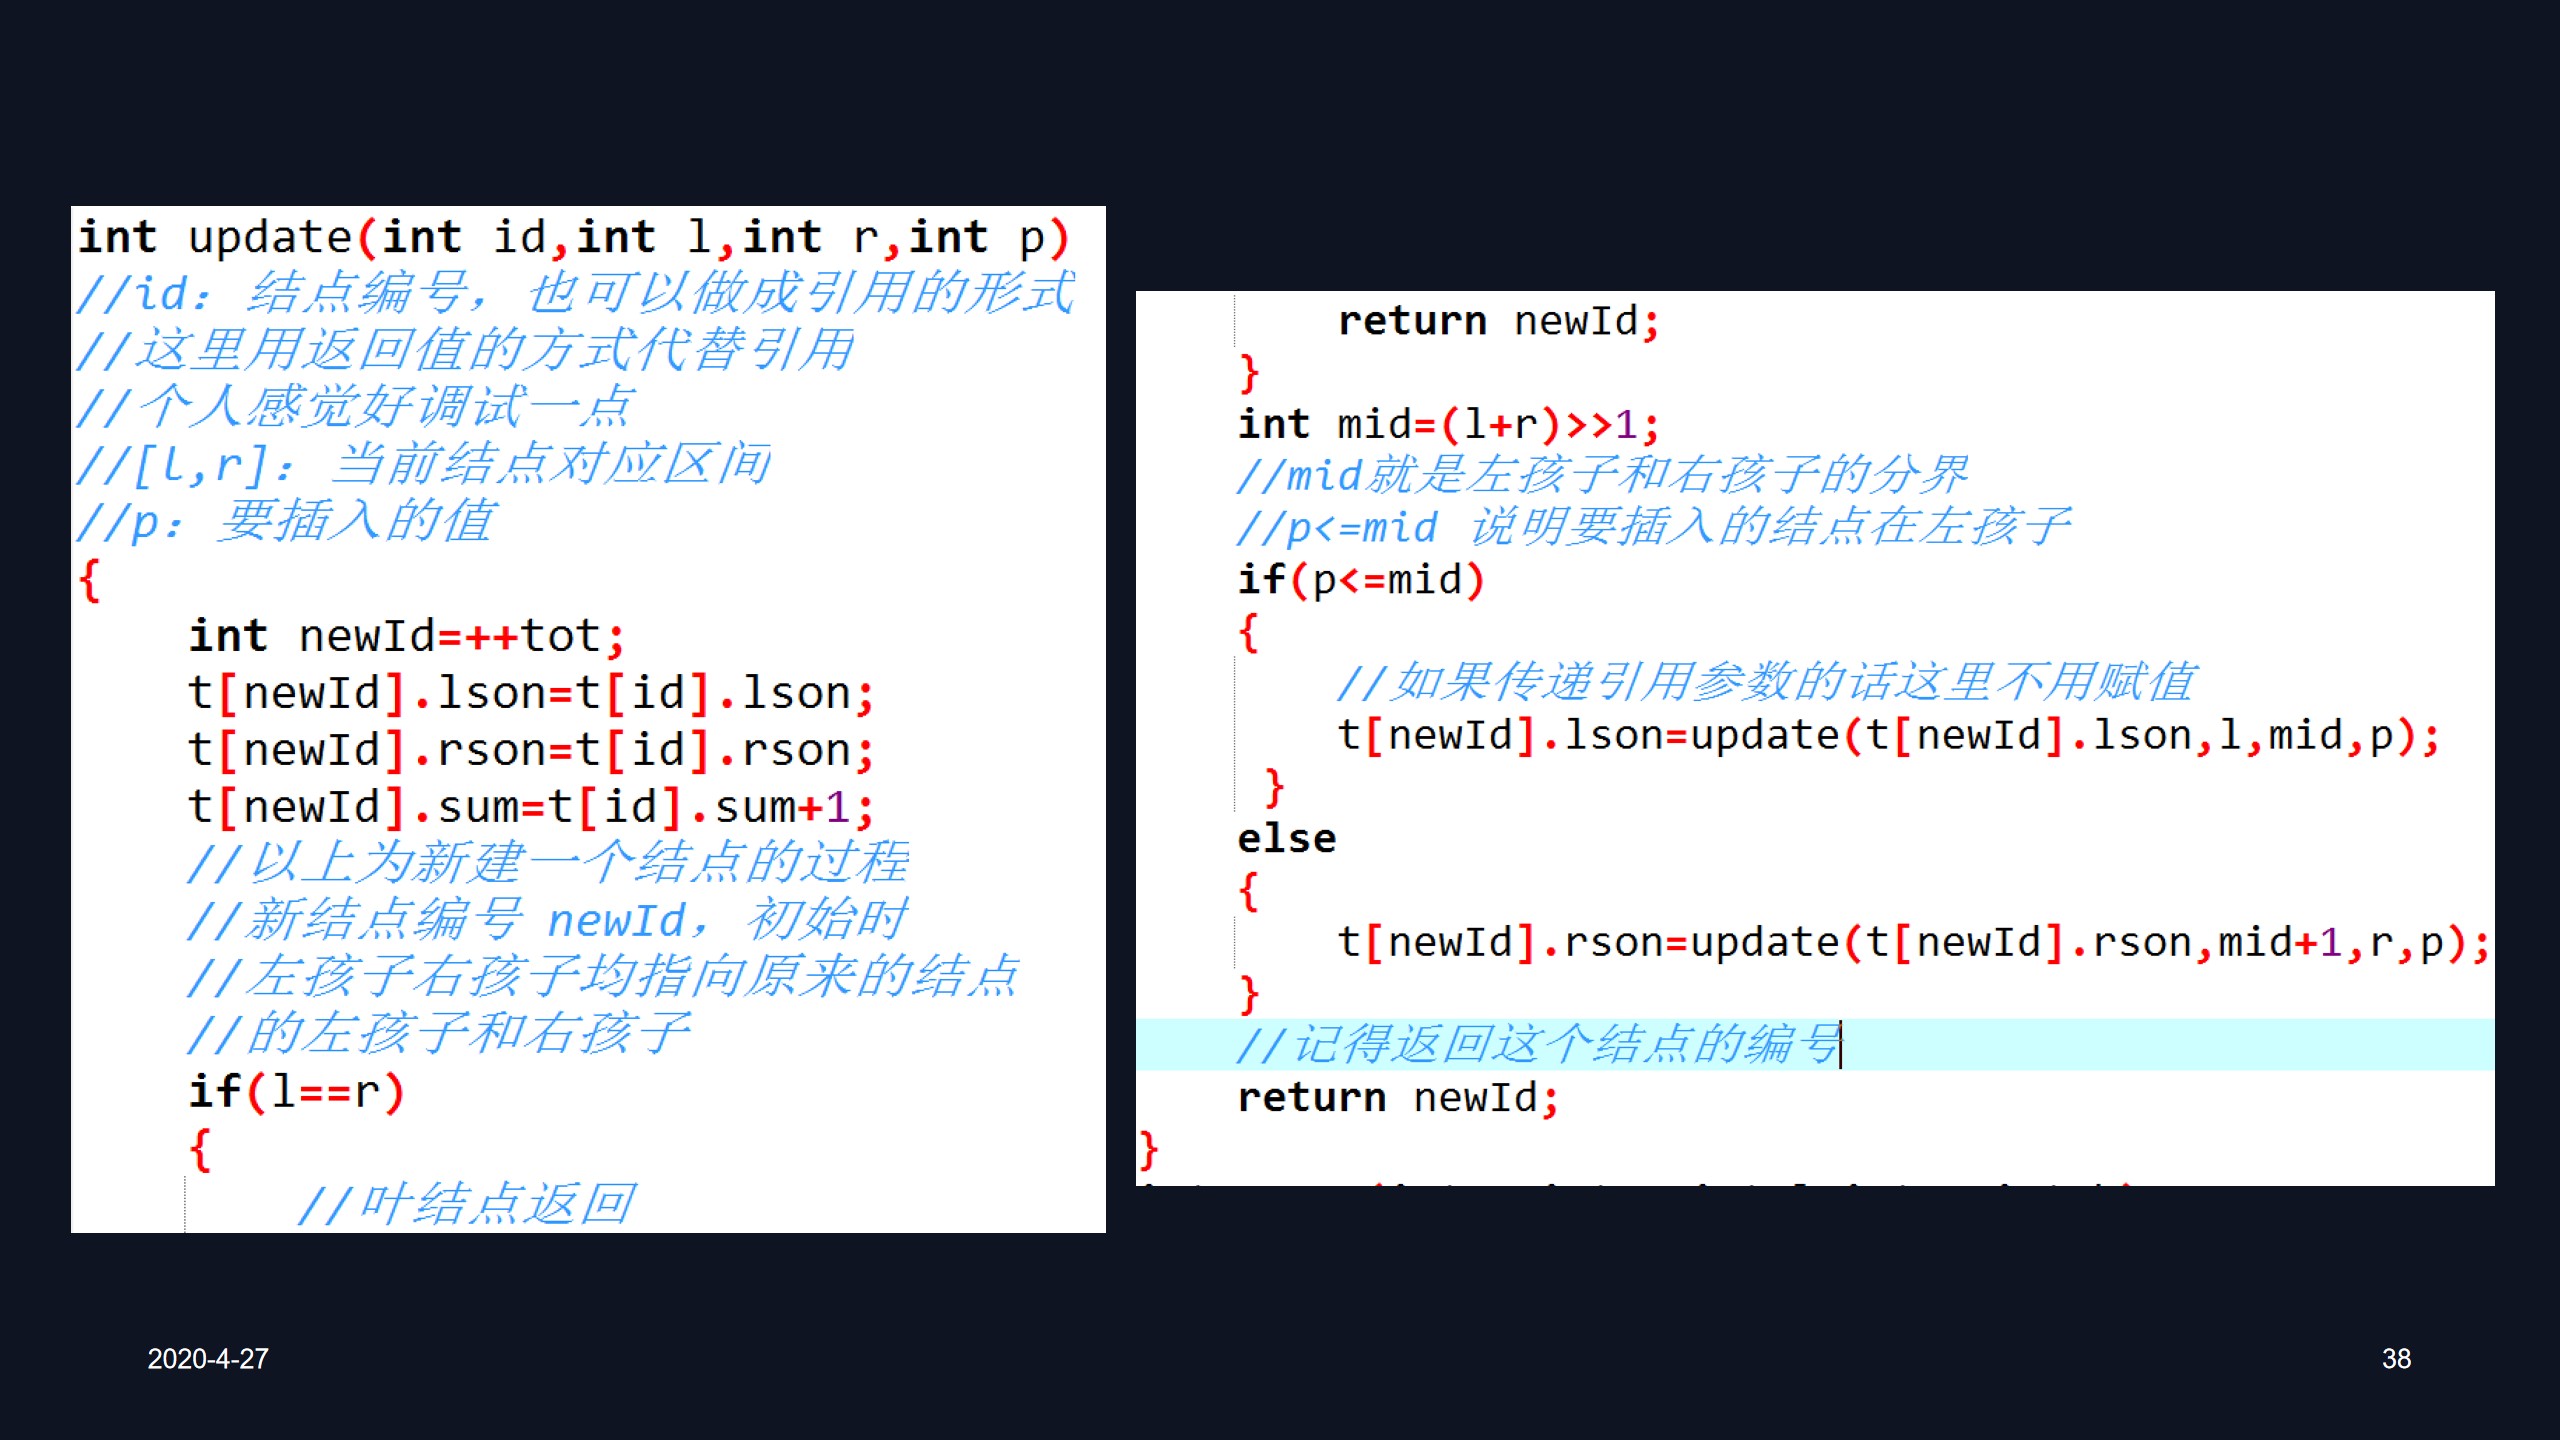 int update(int id,int l,int r,int p)
//id：结点编号，也可以做成引用的形式
//这里用返回值的方式代替引用
//个人感觉好调试一点
//[l,r]：当前结点对应区间
//p：要插入的值
{
    int newId=++tot;
    t[newId].lson=t[id].lson;
    t[newId].rson=t[id].rson;
    t[newId].sum=t[id].sum+1;
    //以上为新建一个结点的过程
    //新结点编号 newId，初始时
    //左孩子右孩子均指向原来的结点
    //的左孩子和右孩子
    if(l==r)
    {
        //叶结点返回
        return newId;
    }
    int mid=(l+r)>>1;
    //mid就是左孩子和右孩子的分界
    //p<=mid 说明要插入的结点在左孩子
    if(p<=mid)
    {
        //如果传递引用参数的话这里不用赋值
        t[newId].lson=update(t[newId].lson,l,mid,p);
     }
    else
    {
        t[newId].rson=update(t[newId].rson,mid+1,r,p);
    }
    //记得返回这个结点的编号
    return newId;
}
2020-4-27
38